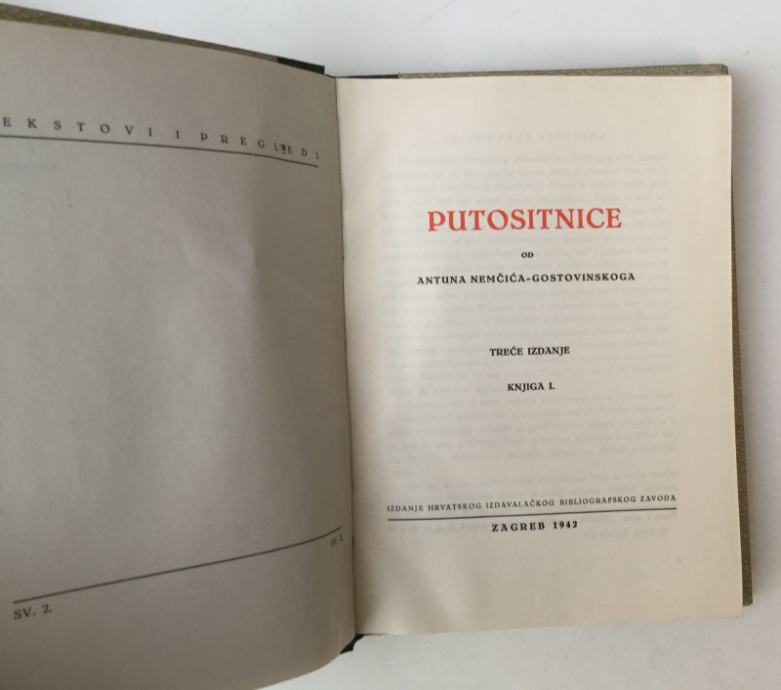 EKSTOVI I PREGLEDI
SV. 2.
PUTOSITNICE
OD
ANTUNA NEMČIĆA-GOSTOVINSKOGA
TREĆE IZDANJE
KNJIGA I.
IZDANJE HRVATSKOG IZDAVALAČKOG BIBLIOGRAFSKOG ZAVODA
ZAGREB 1942